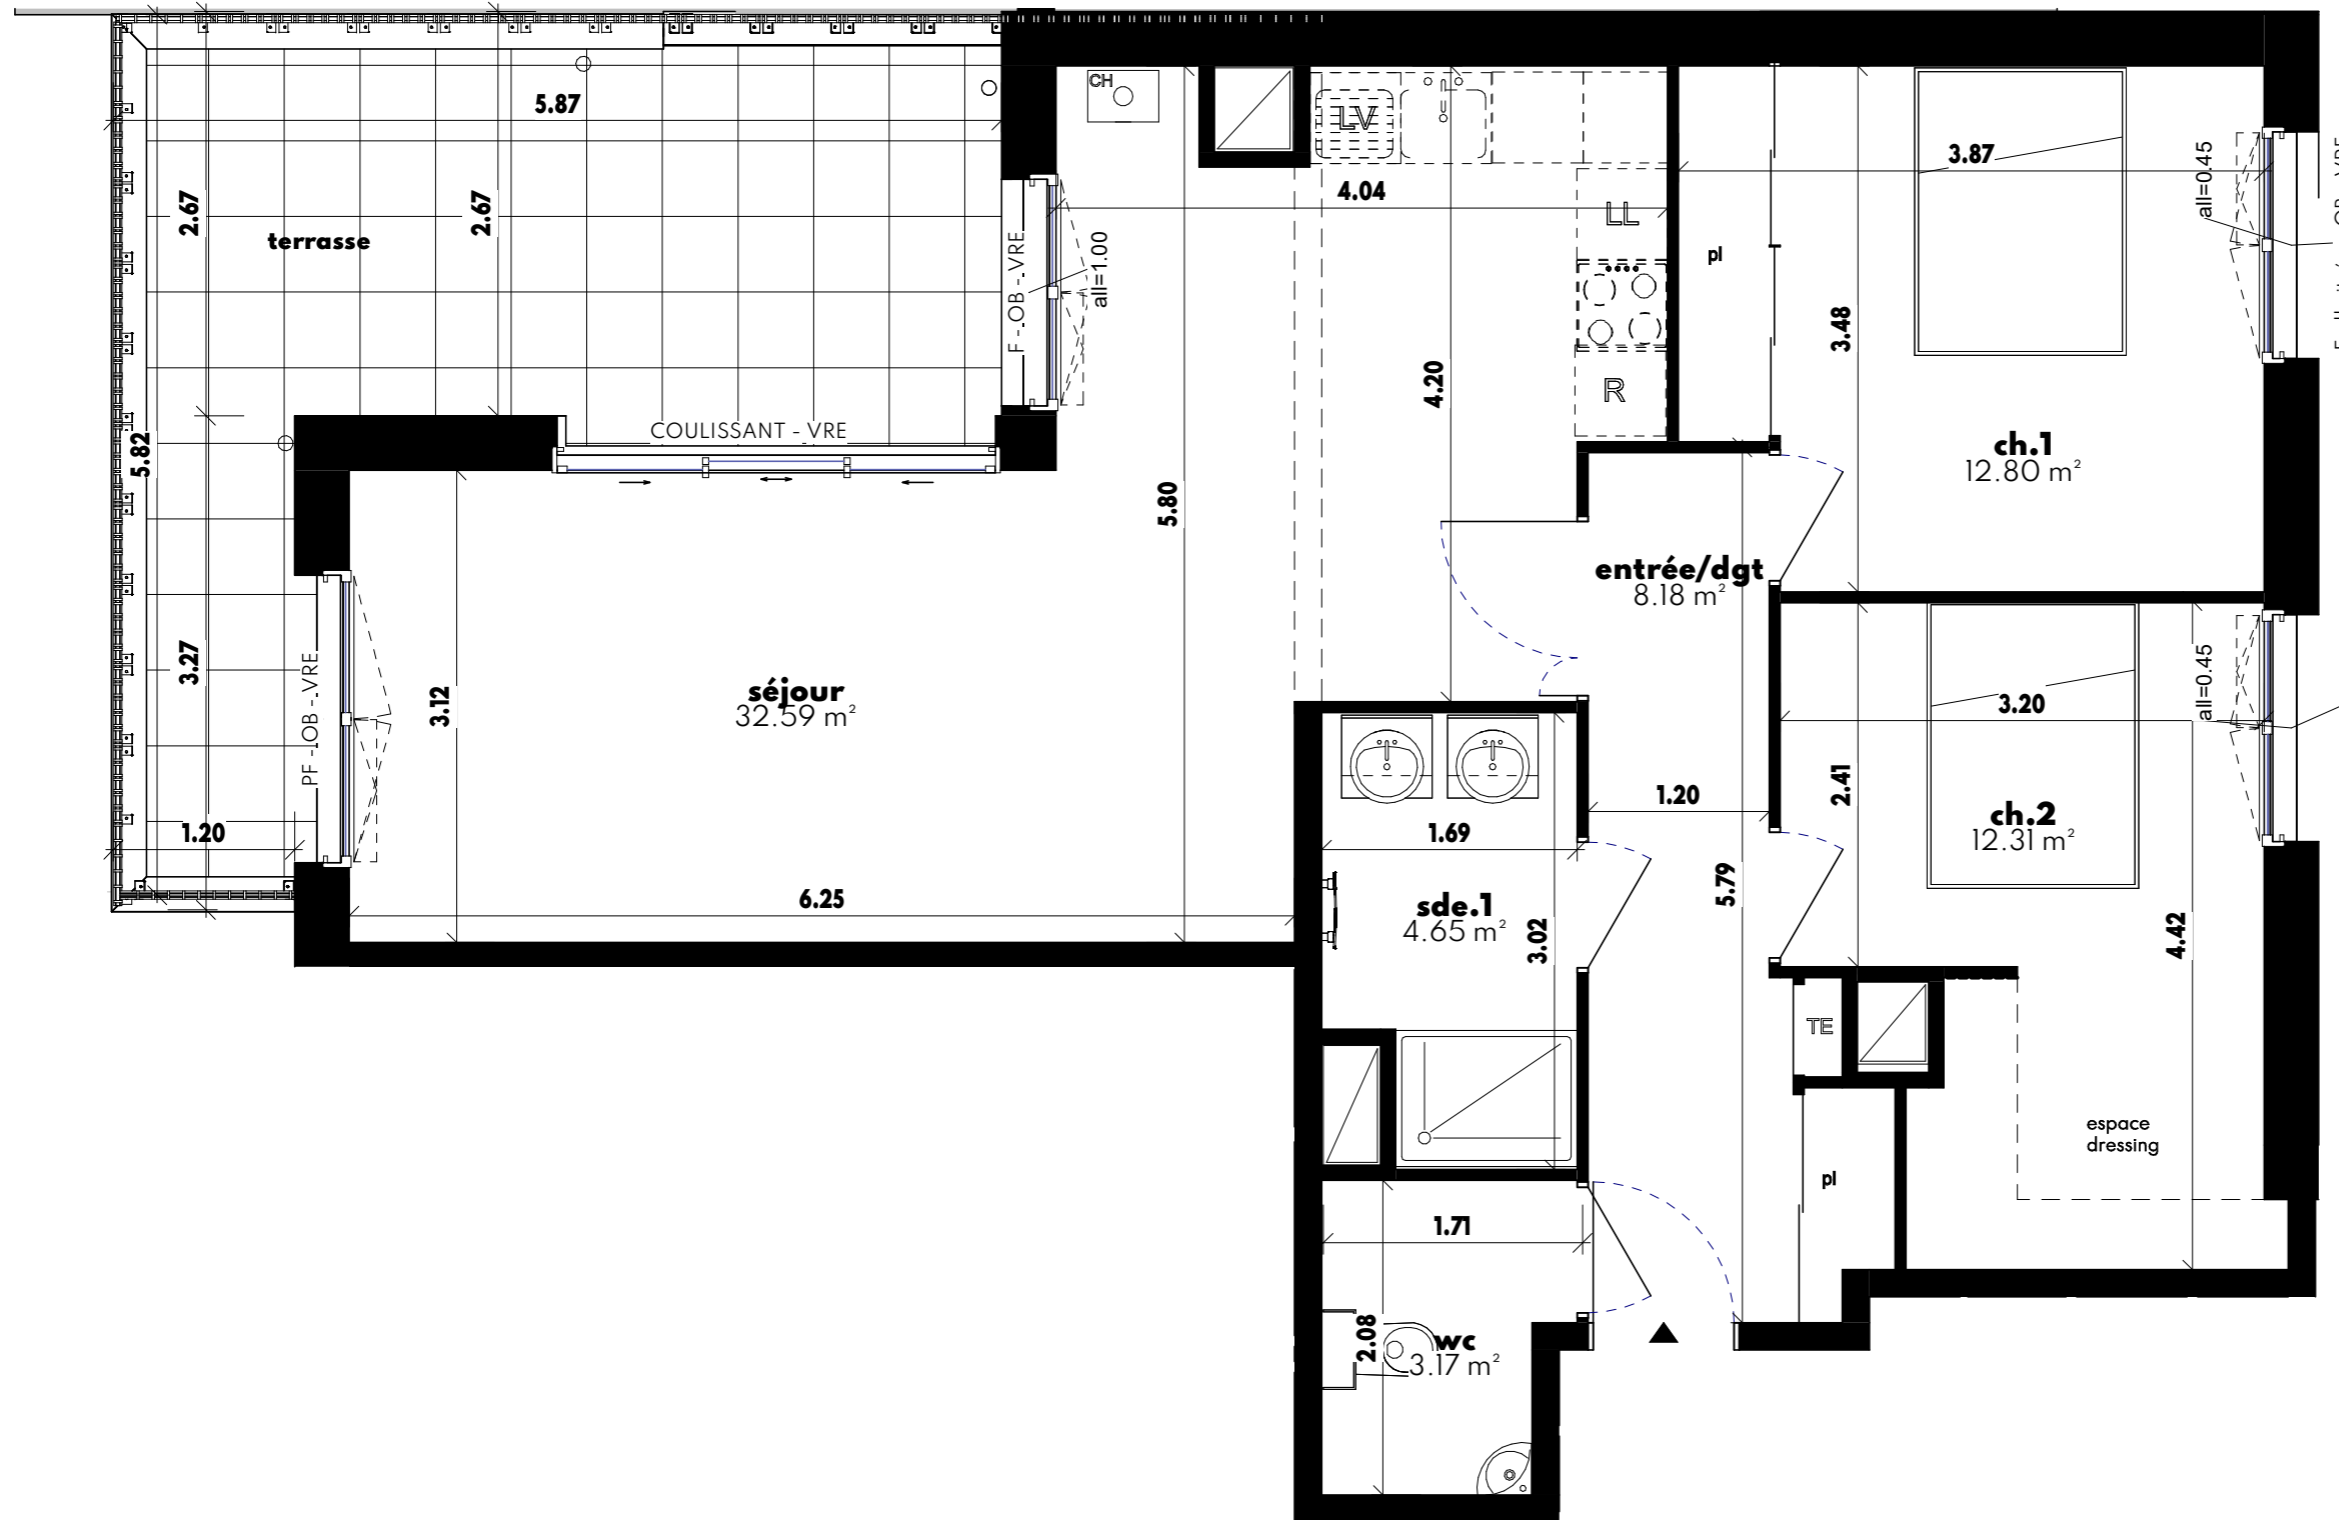 CH
5.87
LV
3.87
all=0.45
4.04
2.67
2.67
LL
terrasse
F - OB - VRE
all=1.00
pl
3.48
4.20
R
COULISSANT - VRE
5.82
ch.1
12.80 m²
5.80
entrée/dgt
8.18 m²
3.27
PF - OB - VRE
3.12
séjour
32.59 m²
all=0.45
3.20
2.41
1.20
1.20
1.69
ch.2
12.31 m²
5.79
6.25
sde.1
4.65 m²
3.02
4.42
TE
espace
dressing
pl
1.71
2.08
wc
3.17 m²